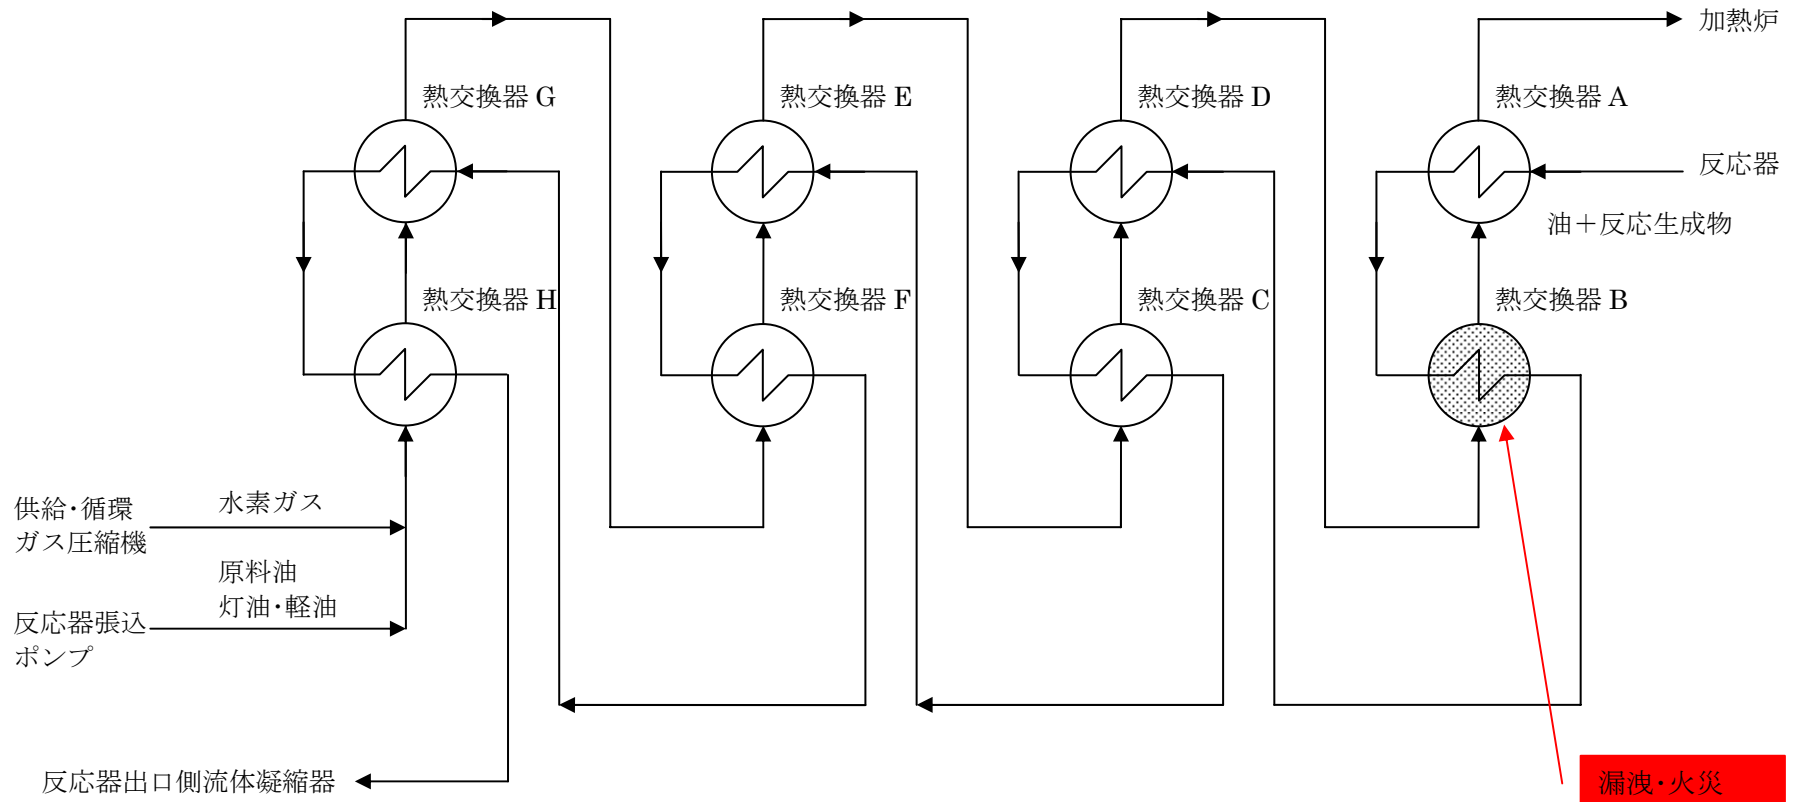 加熱炉
熱交換器 G
熱交換器 E
熱交換器 D
熱交換器 A
反応器
油＋反応生成物
熱交換器 H
熱交換器 F
熱交換器 C
熱交換器 B
供給・循環
ガス圧縮機
水素ガス
原料油
灯油・軽油
反応器張込
ポンプ
反応器出口側流体凝縮器
漏洩・火災